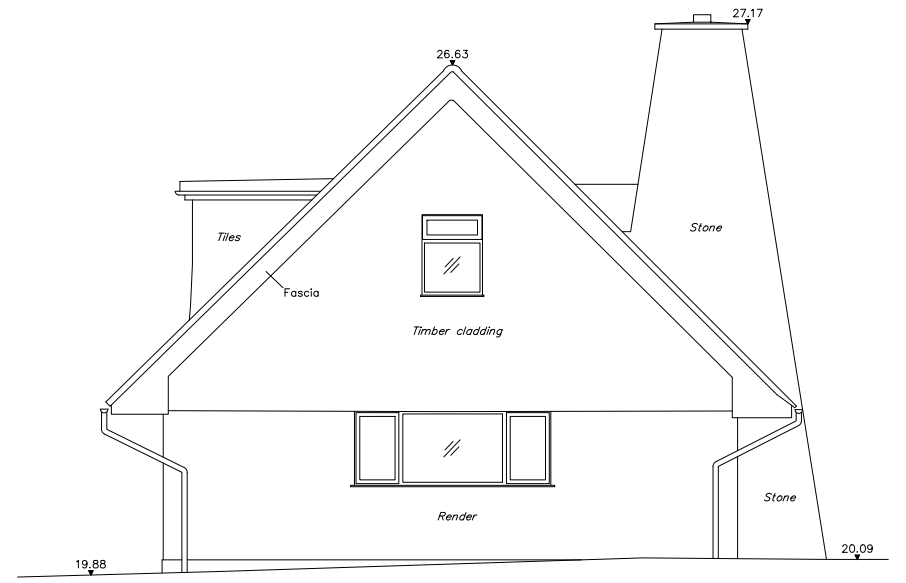 27.17
26.63
Stone
Tiles
Fascia
Timber cladding
Stone
Render
20.09
19.88